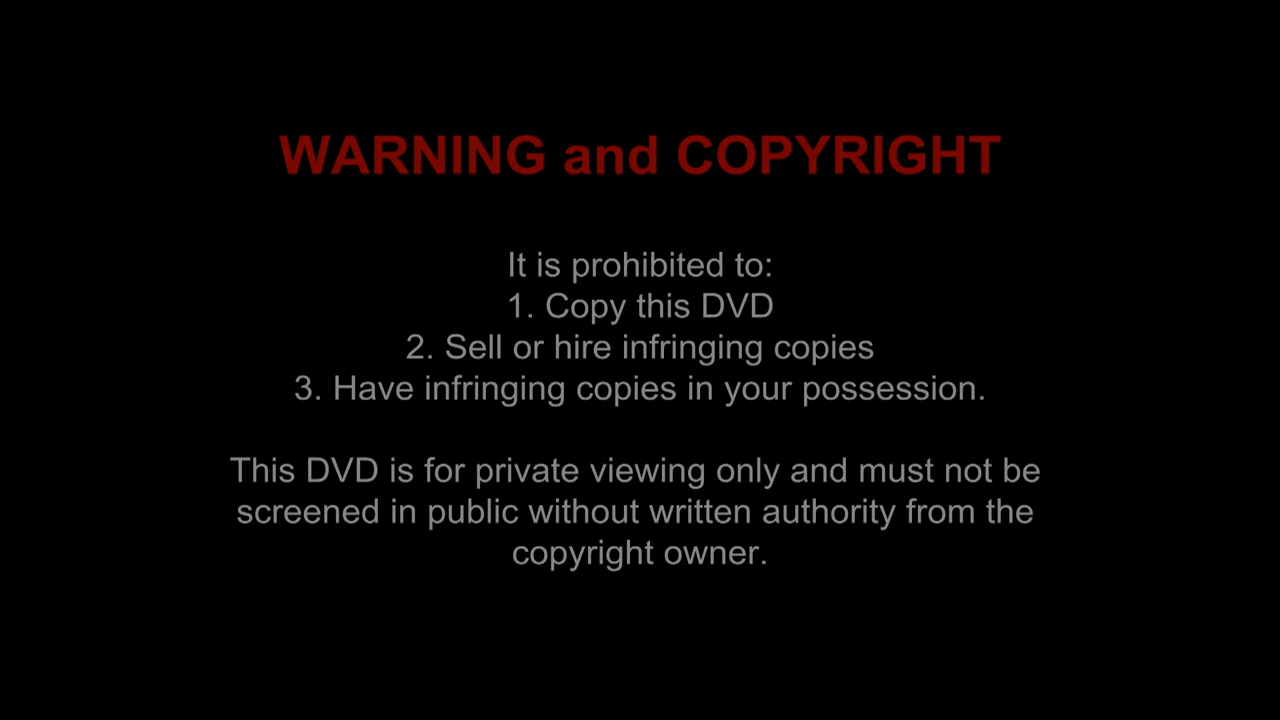 WARNING and COPYRIGHT
It is prohibited to:
1. Copy this DVD
2. Sell or hire infringing copies
3. Have infringing copies in your possession.
This DVD is for private viewing only and must not be
screened in public without written authority from the
copyright owner.